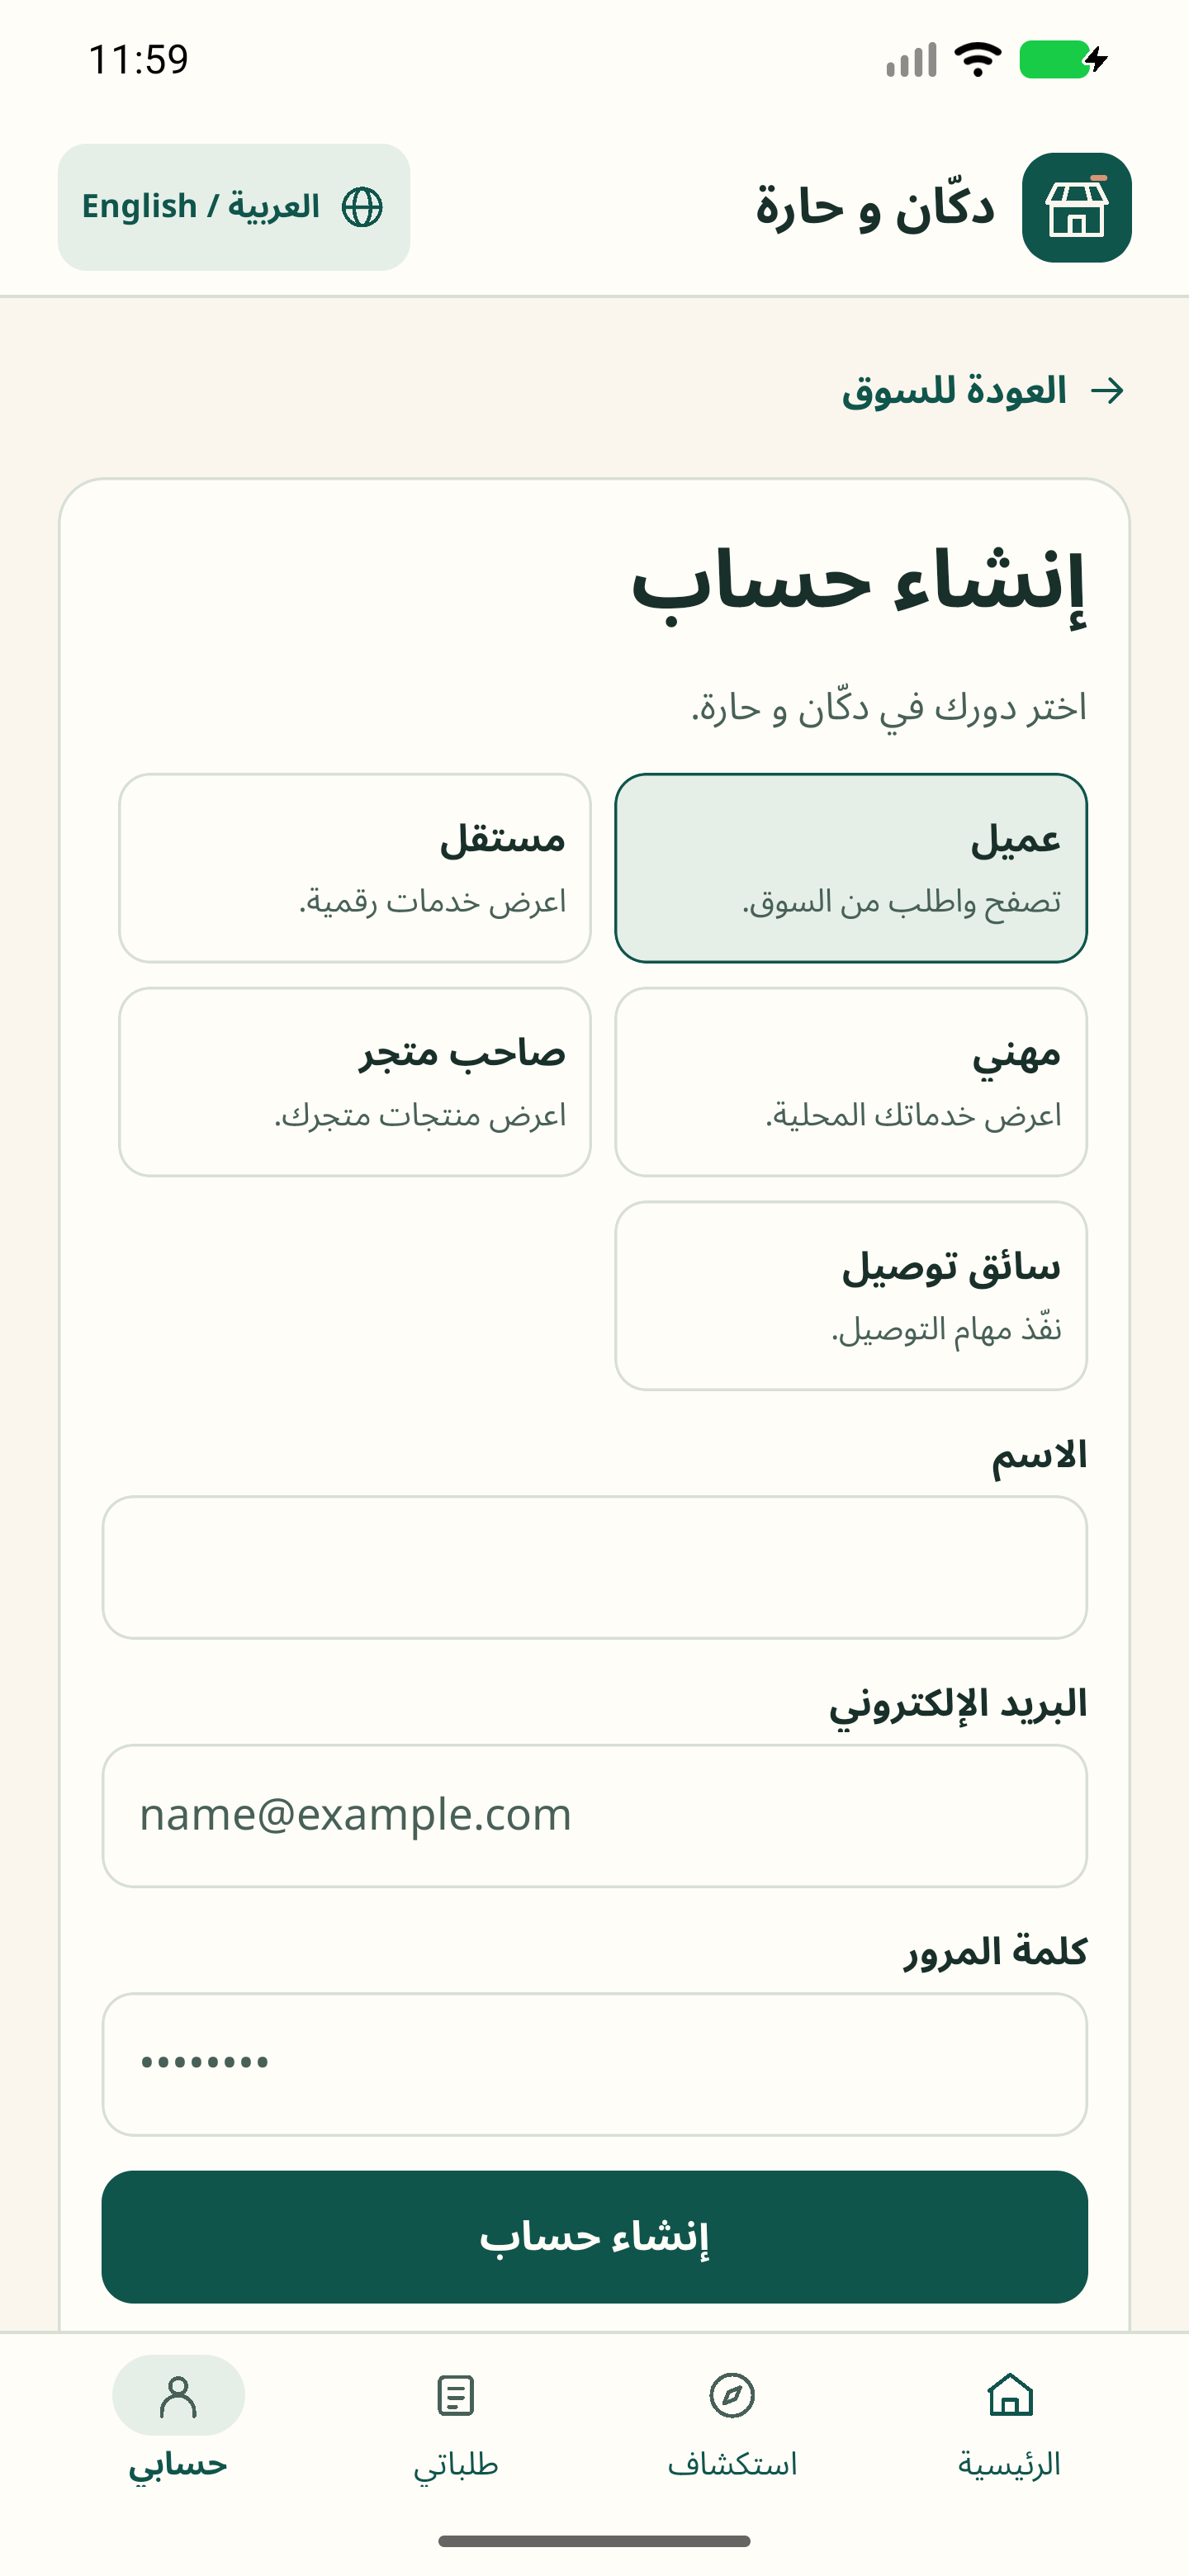 11:59
دكّان و حارة
العربية / English
العودة للسوق
إنشاء حساب
اختر دورك في دكّان و حارة.
عميل
تصفح واطلب من السوق.
مستقل
اعرض خدمات رقمية.
مهني
اعرض خدماتك المحلية.
صاحب متجر
اعرض منتجات متجرك.
سائق توصيل
نفّذ مهام التوصيل.
الاسم
البريد الإلكتروني
name@example.com
كلمة المرور
••••••••
إنشاء حساب
الرئيسية
استكشاف
طلباتي
حسابي